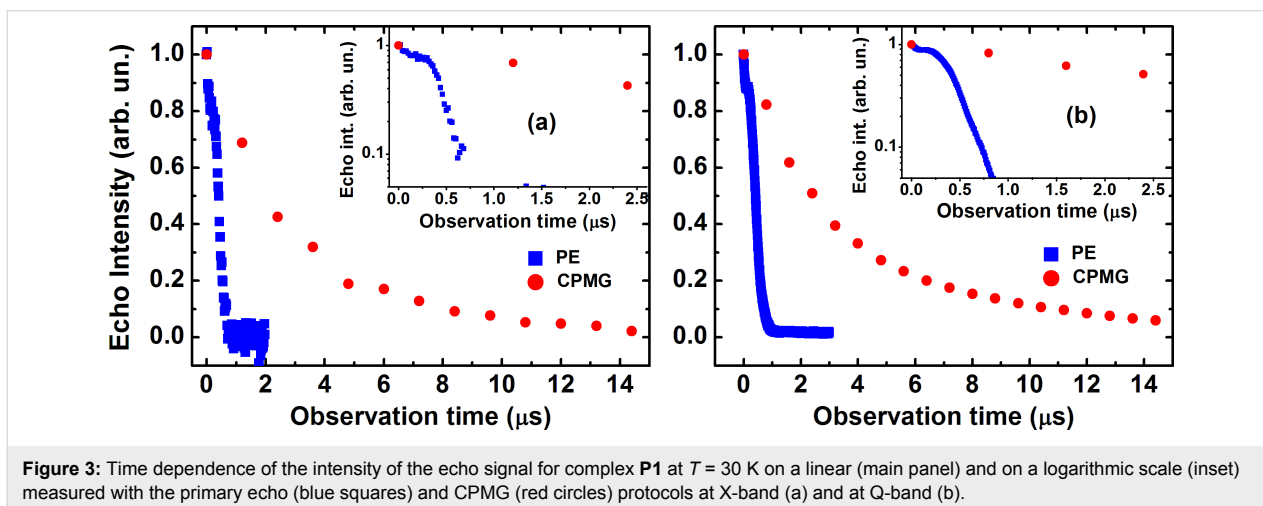 Echo Intensity (arb. un.)
1.0
0.8
0.6
0.4
0.2
0.0
0 2 4 6 8 10 12 14
Observation time (μs)
Echo int. (arb. un.)
1
0.1
0.0 0.5 1.0 1.5 2.0 2.5
Observation time (μs)
(a)
PE
CPMG
1.0
0.8
0.6
0.4
0.2
0.0
0 2 4 6 8 10 12 14
Observation time (μs)
Echo int. (arb. un.)
1
0.1
0.0 0.5 1.0 1.5 2.0 2.5
Observation time (μs)
(b)
PE
CPMG
Figure 3: Time dependence of the intensity of the echo signal for complex P1 at T = 30 K on a linear (main panel) and on a logarithmic scale (inset)
measured with the primary echo (blue squares) and CPMG (red circles) protocols at X-band (a) and at Q-band (b).